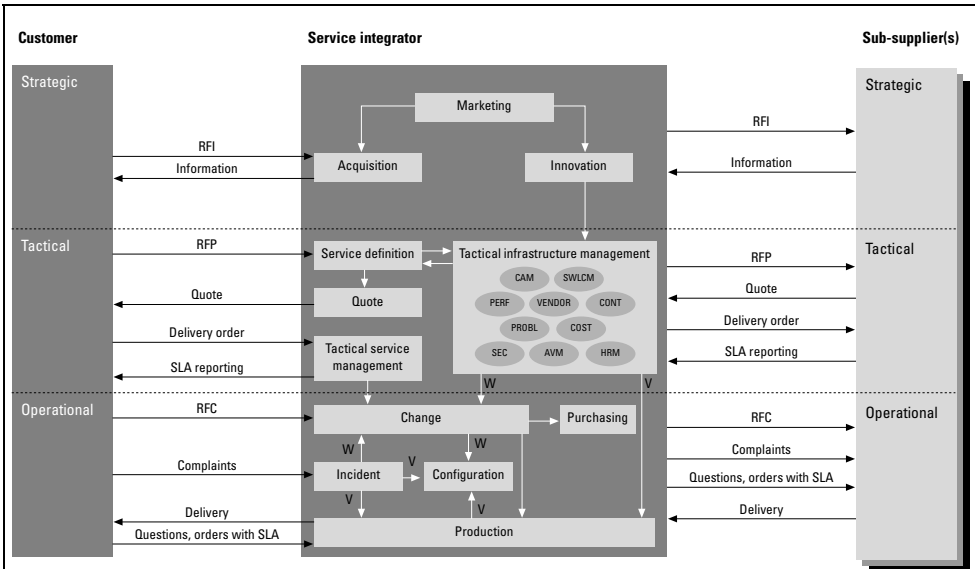 Customer
Service integrator
Sub-supplier(s)
Strategic
Strategic
Marketing
RFI
RFI
Acquisition
Innovation
Information
Information
Tactical
Tactical
RFP
Service definition
Tactical infrastructure management
RFP
CAM
SWLCM
Quote
Quote
PERF
VENDOR
CONT
Quote
PROBL
COST
Delivery order
Delivery order
Tactical service
management
SEC
AVM
HRM
SLA reporting
SLA reporting
W
V
Operational
Operational
RFC
Change
Purchasing
RFC
W
W
Complaints
Complaints
Incident
V
Configuration
Questions, orders with SLA
V
V
Delivery
Delivery
Production
Questions, orders with SLA